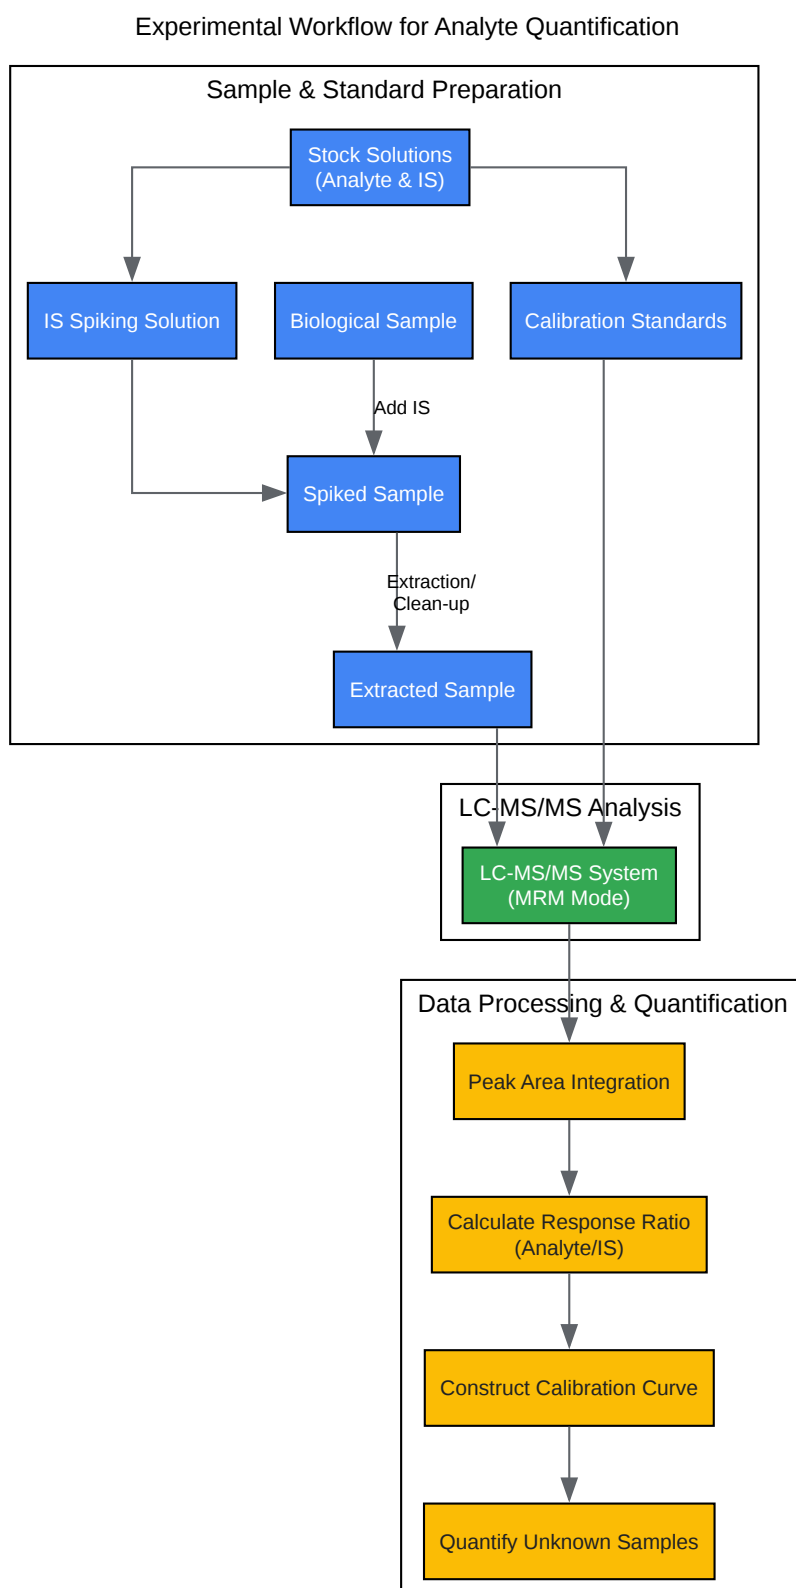 Experimental Workflow for Analyte Quantification
Sample & Standard Preparation
Stock Solutions
(Analyte & IS)
IS Spiking Solution
Biological Sample
Calibration Standards
Add IS
Spiked Sample
Extraction/
Clean-up
Extracted Sample
LC-MS/MS Analysis
LC-MS/MS System
(MRM Mode)
Data Processing & Quantification
Peak Area Integration
Calculate Response Ratio
(Analyte/IS)
Construct Calibration Curve
Quantify Unknown Samples